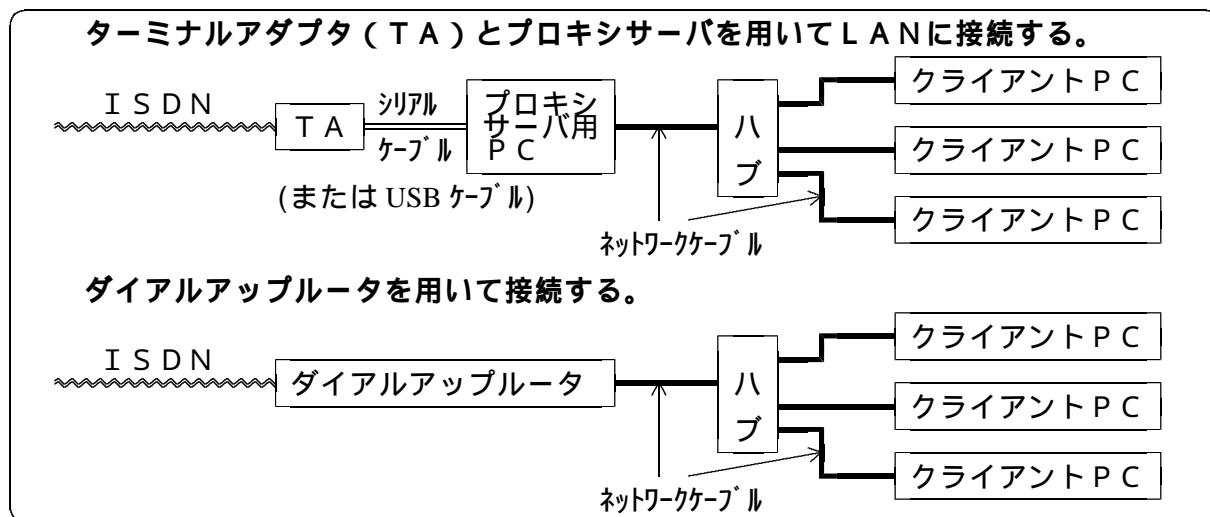 ターミナルアダプタ(TA)とプロキシサーバを用いてLANに接続する。
ISDN
TA
シリアル
ケーブル
(または USB ケーブル)
プロキシ
サーバ用
PC
ハ
ブ
クライアントPC
クライアントPC
クライアントPC
ネットワークケーブル
ダイアルアップルータを用いて接続する。
ISDN
ダイアルアップルータ
ハ
ブ
クライアントPC
クライアントPC
クライアントPC
ネットワークケーブル